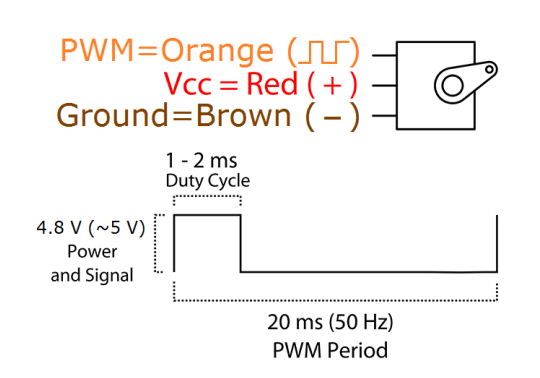 PWM=Orange (⎍⎍)
Vcc = Red ( + )
Ground=Brown ( − )
1 - 2 ms
Duty Cycle
4.8 V (~5 V)
Power
and Signal
20 ms (50 Hz)
PWM Period